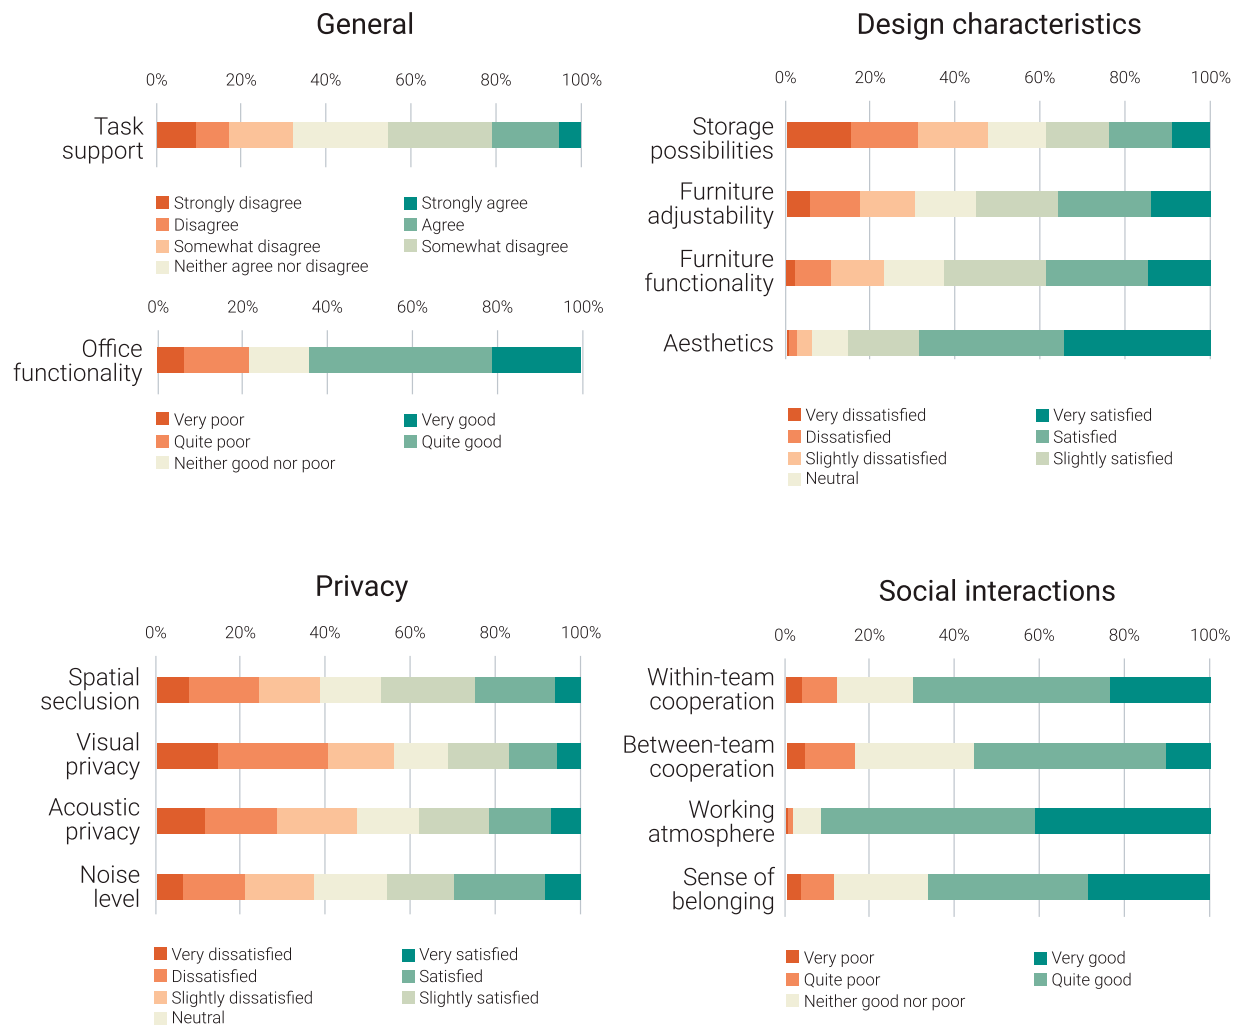 General
0% 20% 40% 60% 80% 100%
Task
support
Strongly disagree
Disagree
Somewhat disagree
Neither agree nor disagree
Strongly agree
Agree
Somewhat disagree
0% 20% 40% 60% 80% 100%
Office
functionality
Very poor
Quite poor
Neither good nor poor
Very good
Quite good
Design characteristics
0% 20% 40% 60% 80% 100%
Storage
possibilities
Furniture
adjustability
Furniture
functionality
Aesthetics
Very dissatisfied
Dissatisfied
Slightly dissatisfied
Neutral
Very satisfied
Satisfied
Slightly satisfied
Privacy
0% 20% 40% 60% 80% 100%
Spatial
seclusion
Visual
privacy
Acoustic
privacy
Noise
level
Very dissatisfied
Dissatisfied
Slightly dissatisfied
Neutral
Very satisfied
Satisfied
Slightly satisfied
Social interactions
0% 20% 40% 60% 80% 100%
Within-team
cooperation
Between-team
cooperation
Working
atmosphere
Sense of
belonging
Very poor
Quite poor
Neither good nor poor
Very good
Quite good